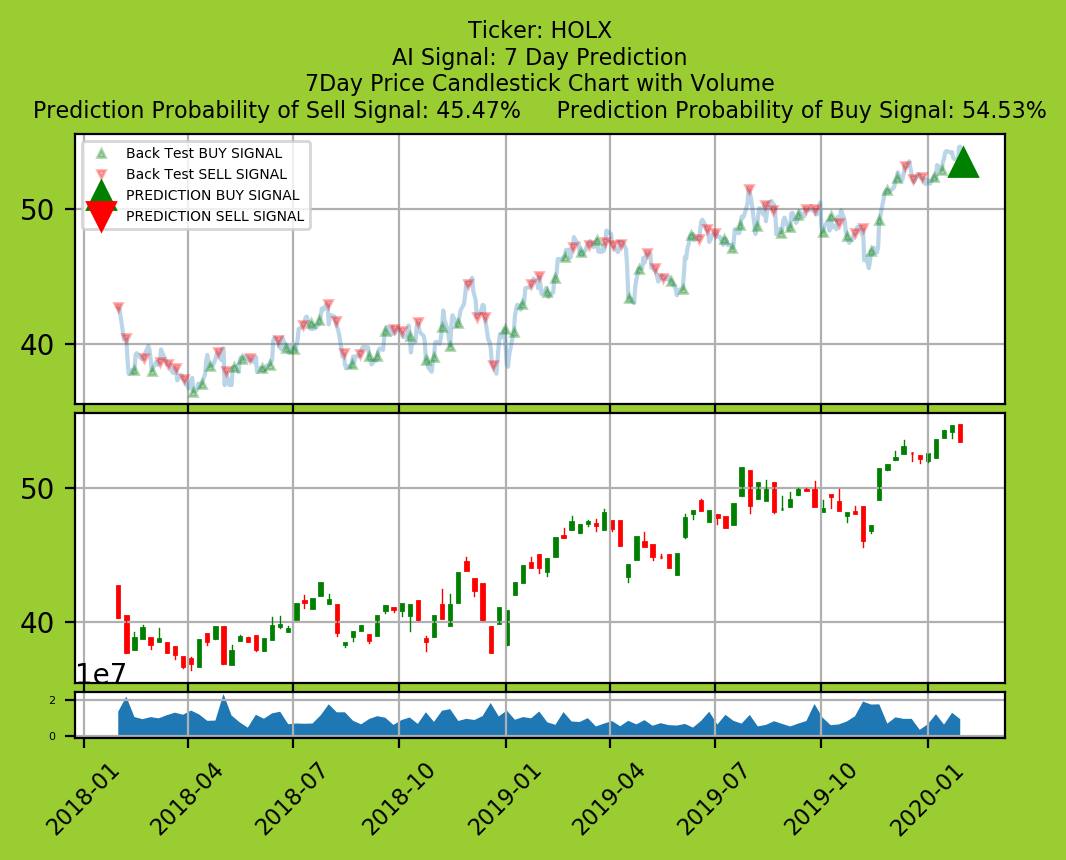 Ticker: HOLX
AI Signal: 7 Day Prediction
7Day Price Candlestick Chart with Volume
Prediction Probability of Sell Signal: 45.47% Prediction Probability of Buy Signal: 54.53%
Back Test BUY SIGNAL
Back Test SELL SIGNAL
PREDICTION BUY SIGNAL
PREDICTION SELL SIGNAL
50
40
50
40
1e7
2
0
2018-01 2018-04 2018-07 2018-10 2019-01 2019-04 2019-07 2019-10 2020-01